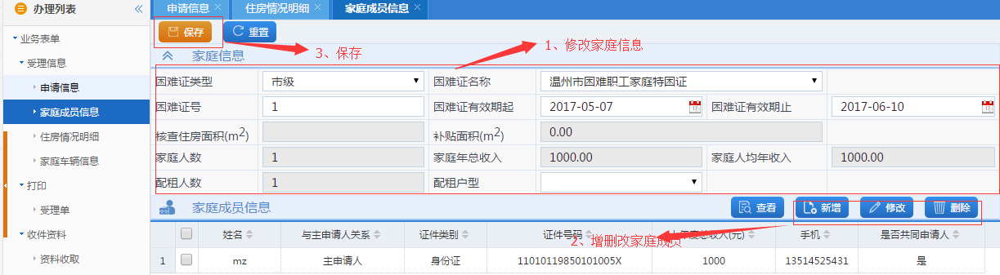 办理列表
业务表单
受理信息
申请信息
家庭成员信息
住房情况明细
家庭车辆信息
打印
受理单
收件资料
资料收取
申请信息 住房情况明细 家庭成员信息
保存 重置
3、保存
1、修改家庭信息
家庭信息
困难证类型 市级 困难证名称 温州市困难职工家庭特困证
困难证号 1 困难证有效期起 2017-05-07 困难证有效期止 2017-06-10
核查住房面积(m2) 补贴面积(m2) 0.00
家庭人数 1 家庭年总收入 1000.00 家庭人均年收入 1000.00
配租人数 1 配租户型
家庭成员信息 查看 新增 修改 删除
姓名 与主申请人关系 证件类别 证件号码 年度总收入(元) 手机 是否共同申请人
2、增删改家庭成员
1 mz 主申请人 身份证 11010119850101005X 1000 13514525431 是